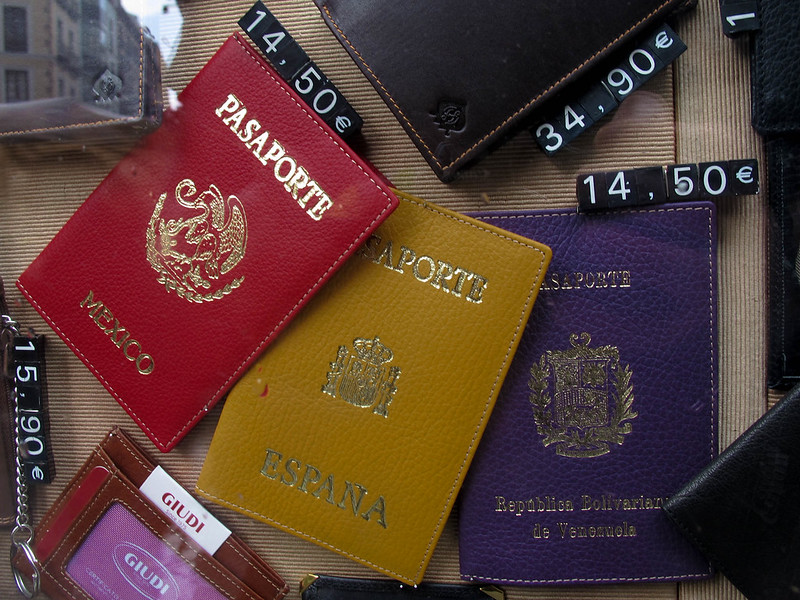 14,50€
34,90€
1
14,50€
PASAPORTE
MEXICO
PASAPORTE
ESPAÑA
PASAPORTE
República Bolivariana
de Venezuela
15,90€
GIUDI
GIUDI